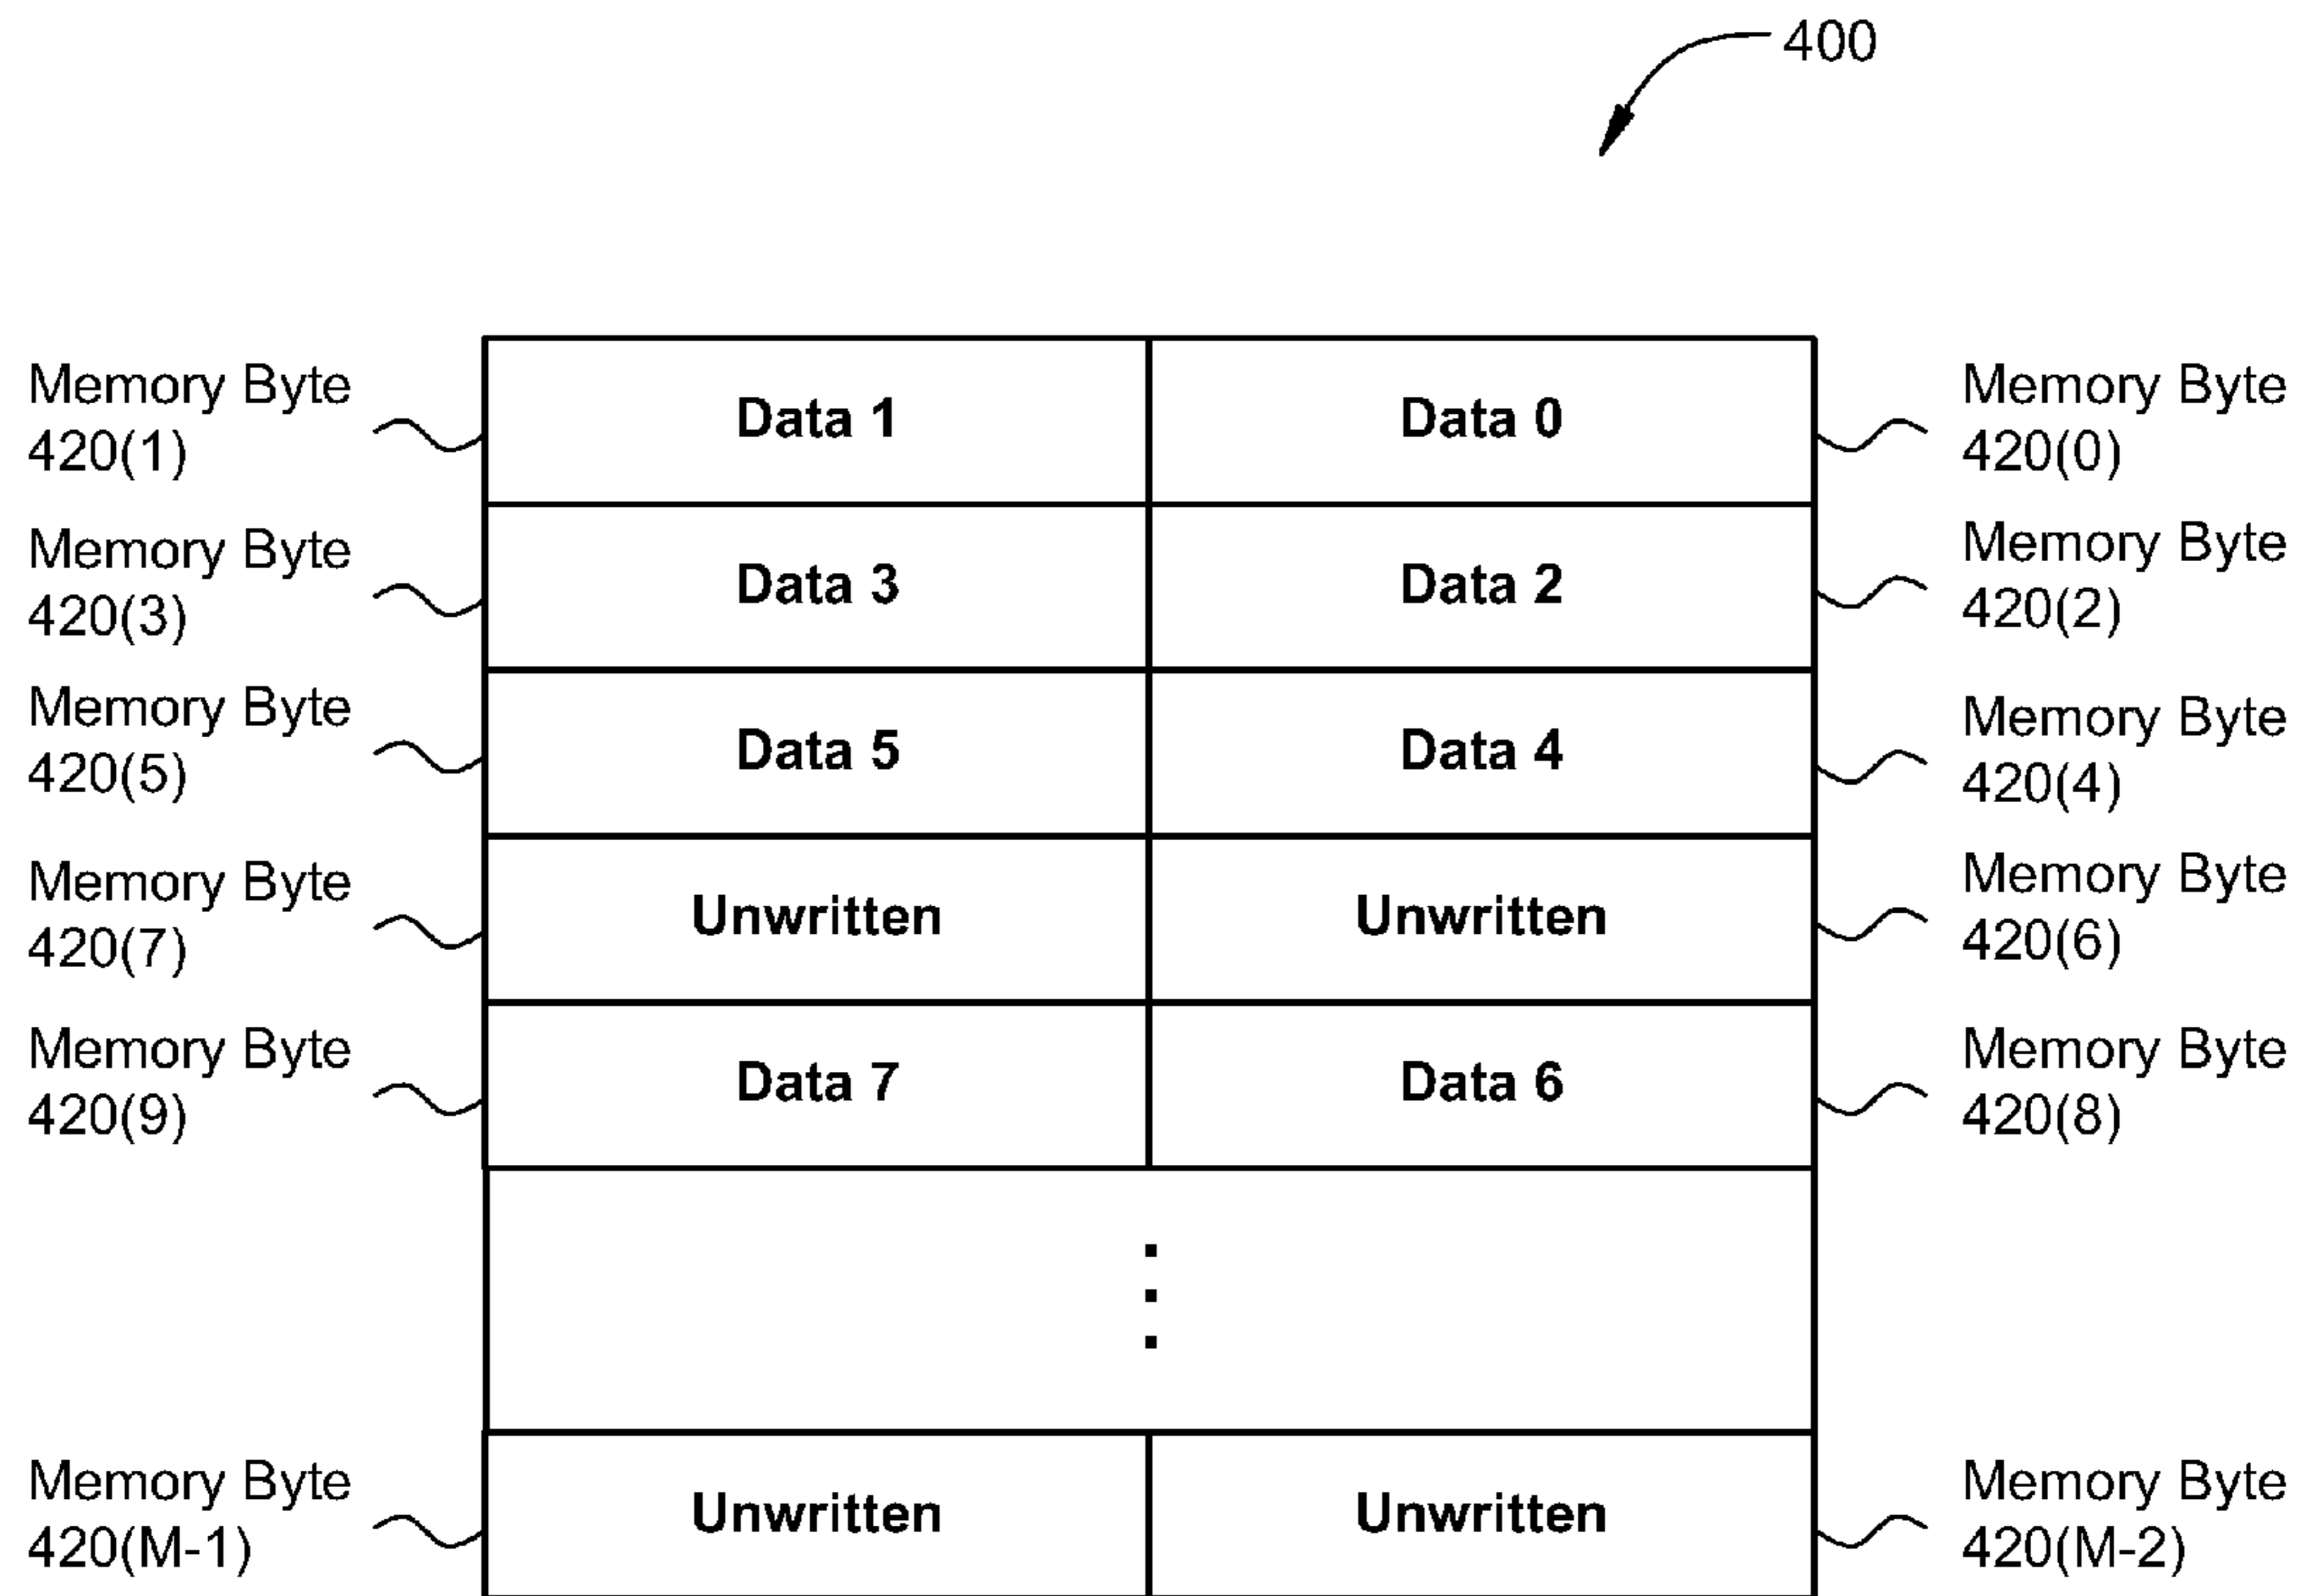 400
Memory Byte
420(1)
Data 1
Data 0
Memory Byte
420(0)
Memory Byte
420(3)
Data 3
Data 2
Memory Byte
420(2)
Memory Byte
420(5)
Data 5
Data 4
Memory Byte
420(4)
Memory Byte
420(7)
Unwritten
Unwritten
Memory Byte
420(6)
Memory Byte
420(9)
Data 7
Data 6
Memory Byte
420(8)
Memory Byte
420(M-1)
Unwritten
Unwritten
Memory Byte
420(M-2)